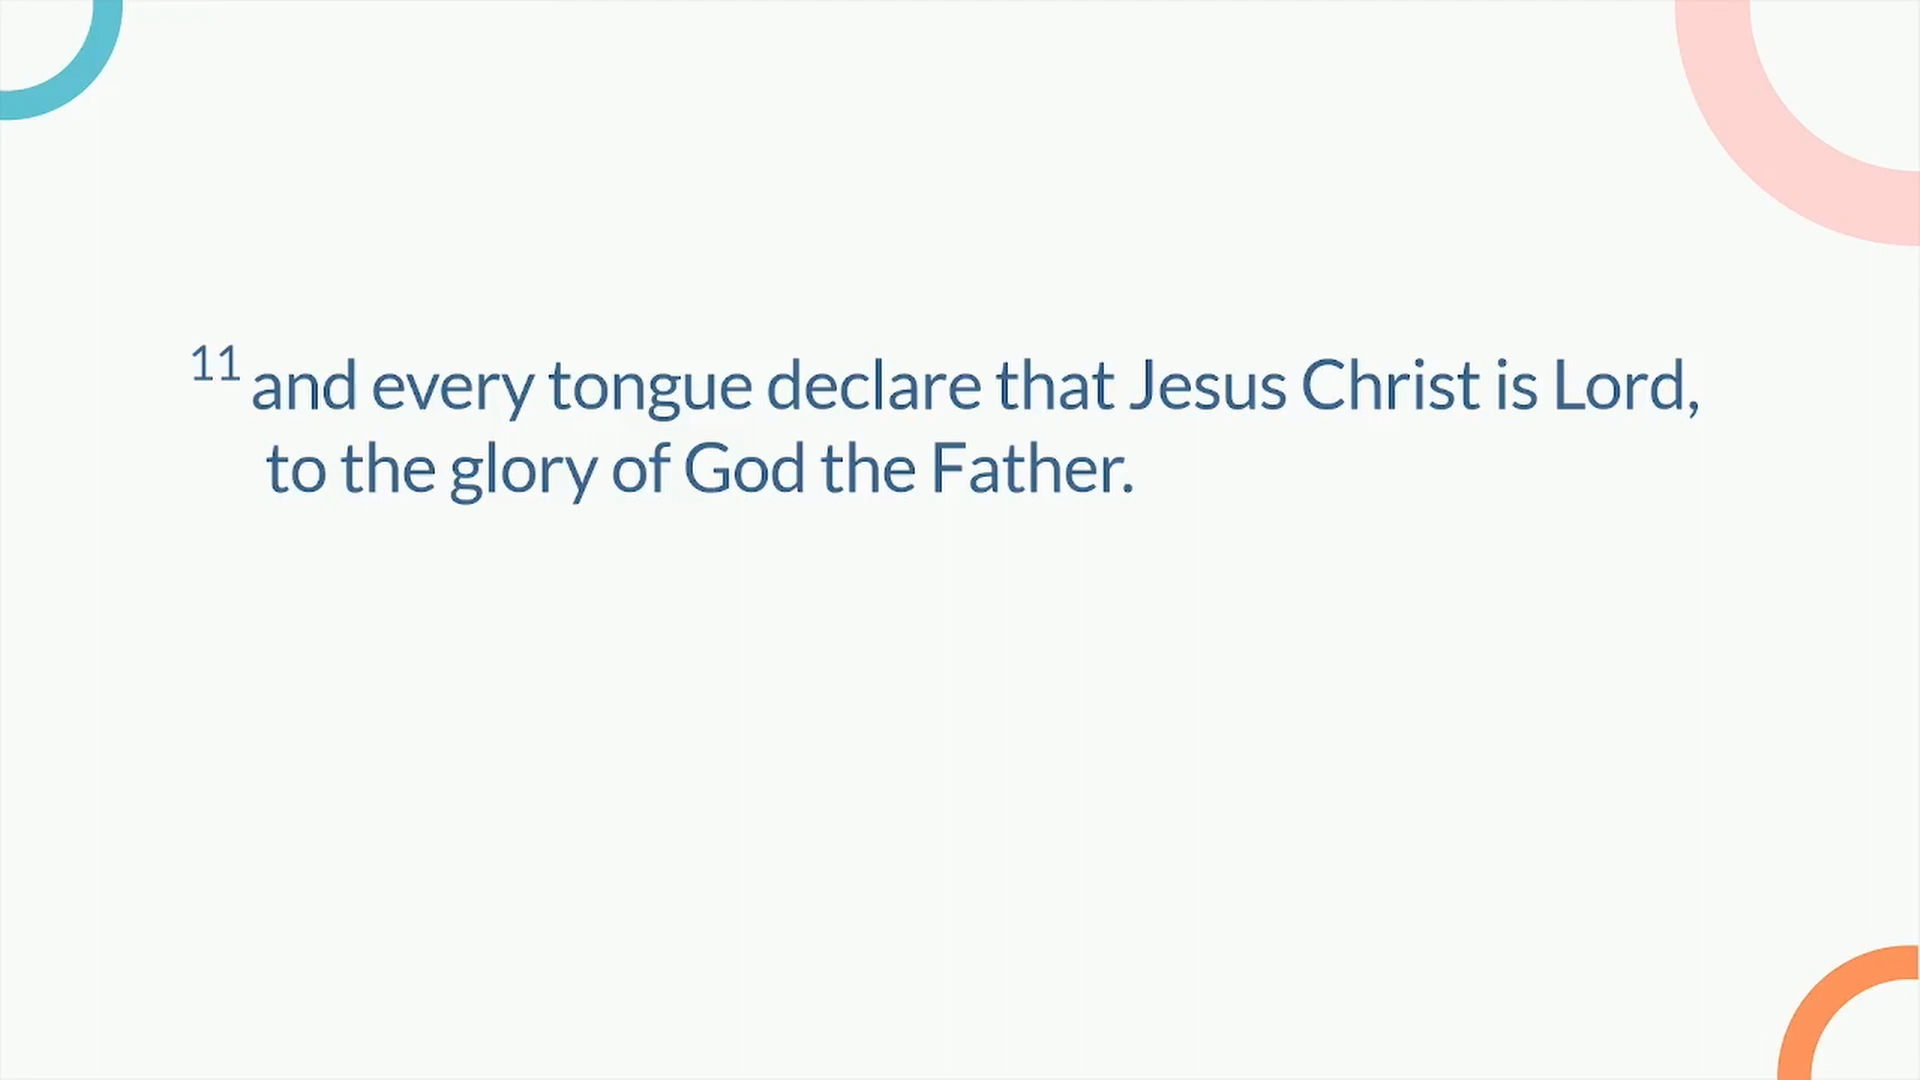 11 and every tongue declare that Jesus Christ is Lord,
to the glory of God the Father.